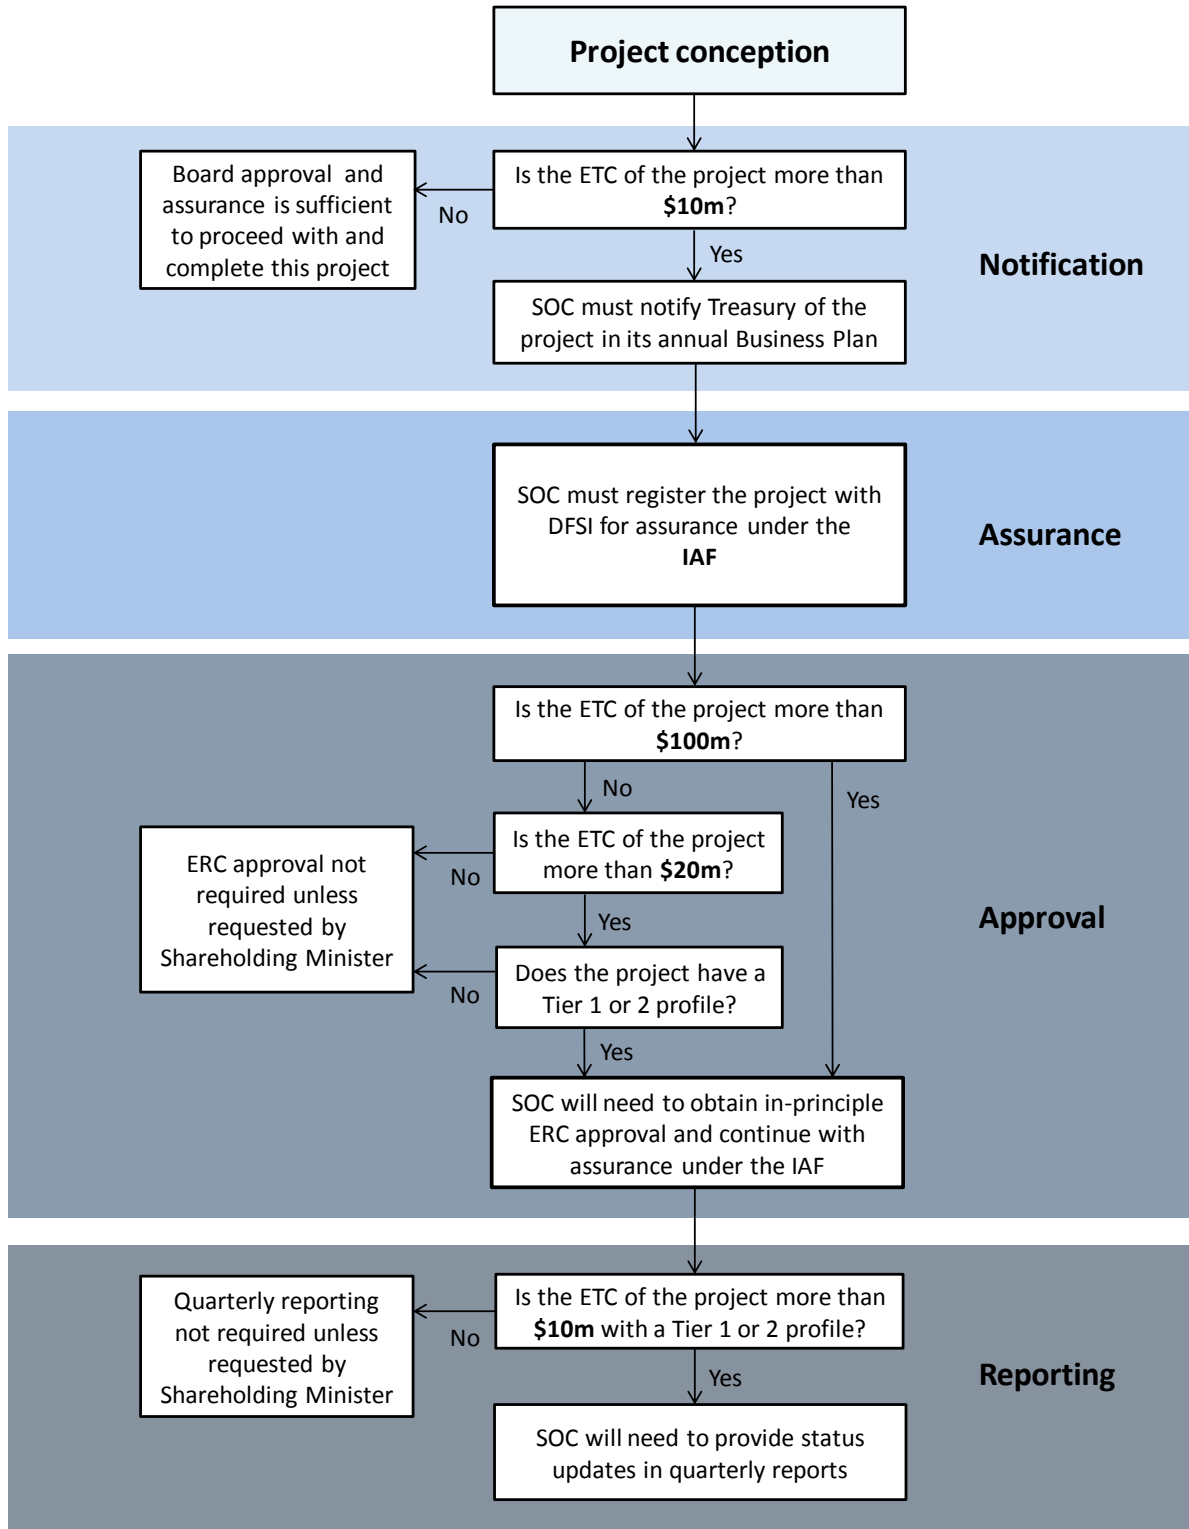 Project conception
Board approval and
assurance is sufficient
to proceed with and
complete this project
No
Is the ETC of the project more than
$10m?
Yes
SOC must notify Treasury of the
project in its annual Business Plan
Notification
SOC must register the project with
DFSI for assurance under the
IAF
Assurance
Is the ETC of the project more than
$100m?
No
Yes
Is the ETC of the project
more than $20m?
No
ERC approval not
required unless
requested by
Shareholding Minister
Yes
Does the project have a
Tier 1 or 2 profile?
No
Yes
SOC will need to obtain in-principle
ERC approval and continue with
assurance under the IAF
Approval
Is the ETC of the project more than
$10m with a Tier 1 or 2 profile?
No
Quarterly reporting
not required unless
requested by
Shareholding Minister
Yes
SOC will need to provide status
updates in quarterly reports
Reporting